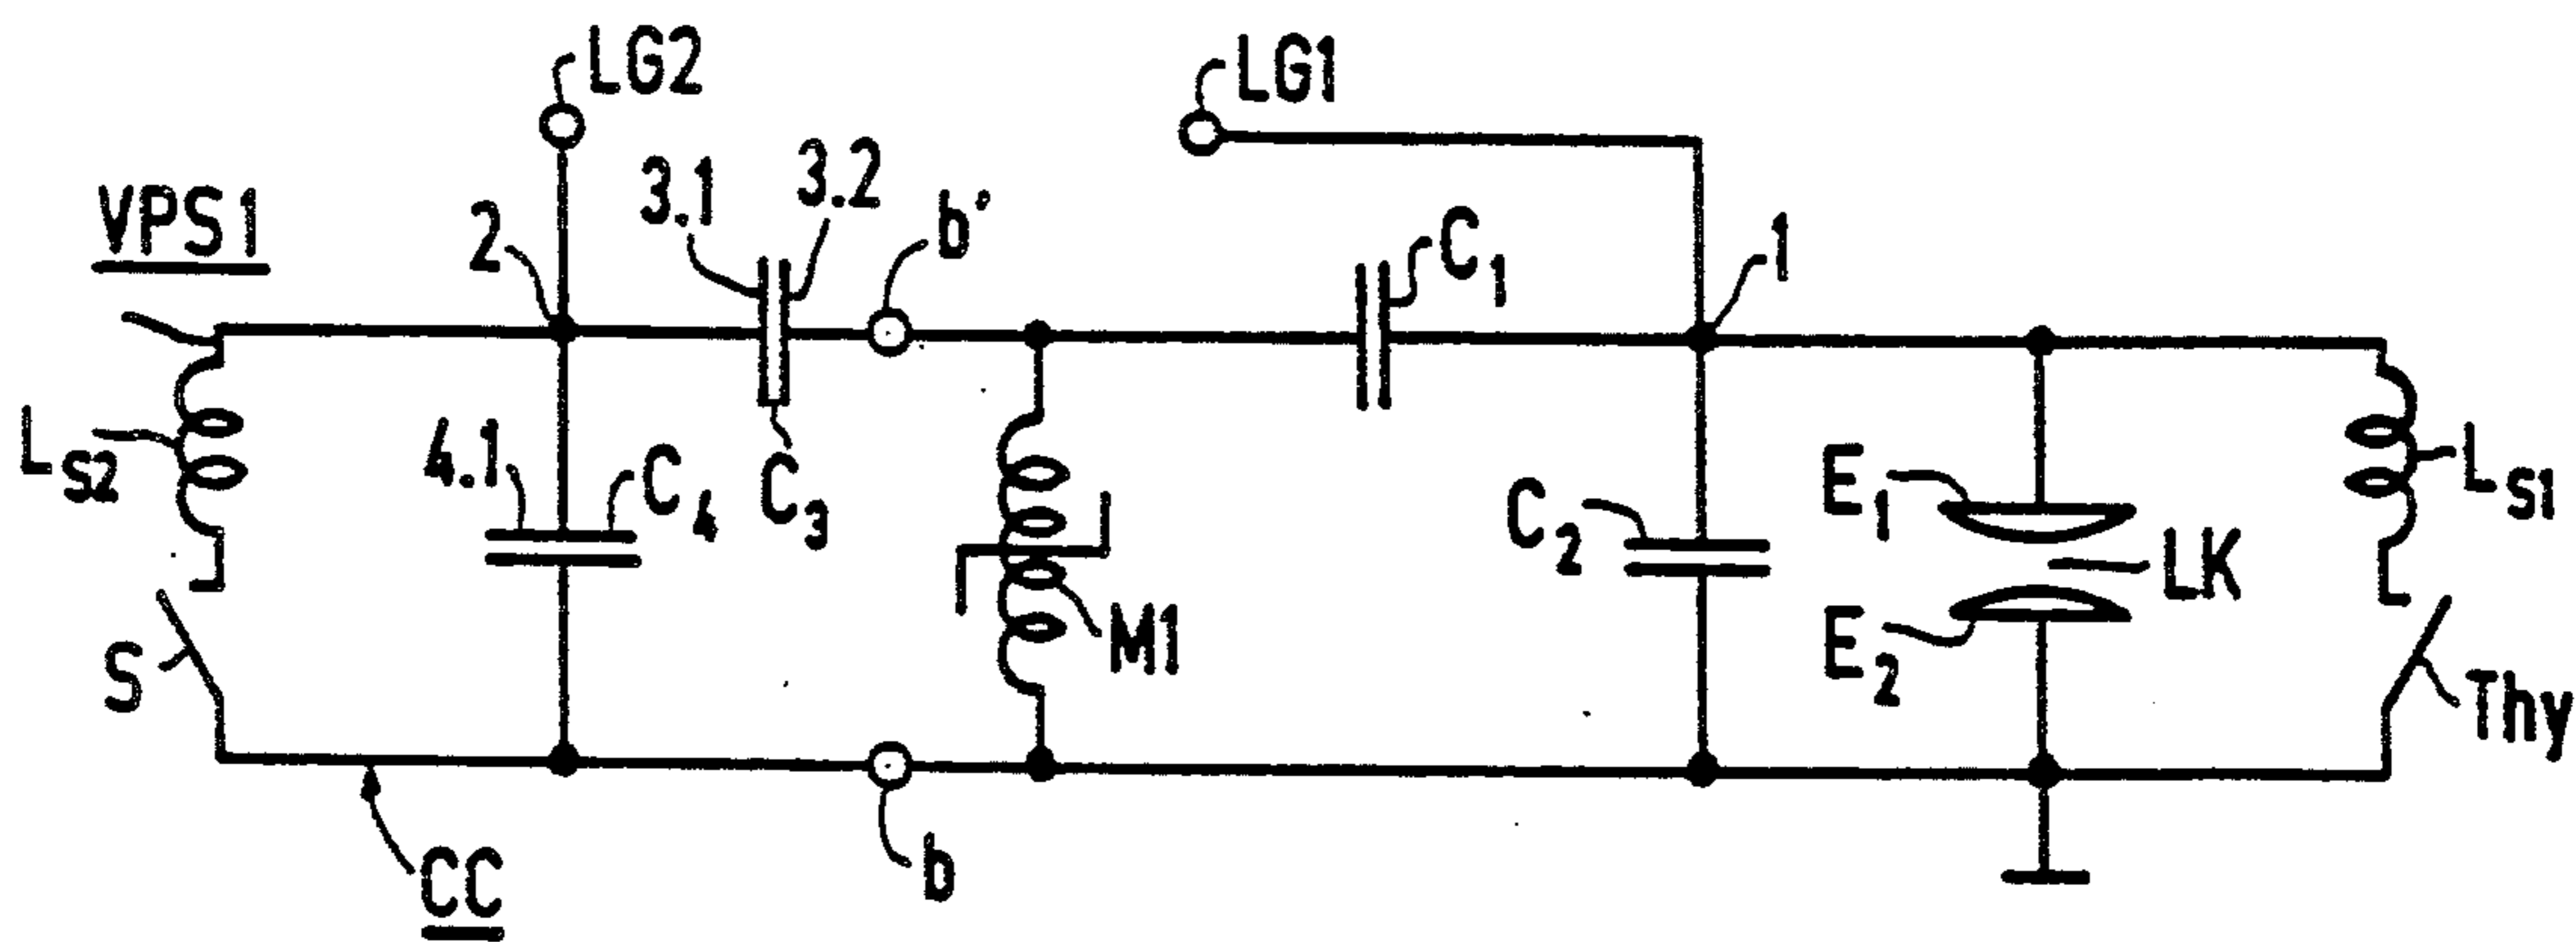 LG2
LG1
VPS1
2
3.1
3.2
b'
C1
1
LS2
4.1
C4
C3
C2
E1
LK
LS1
S
M1
E2
Thy
CC
b